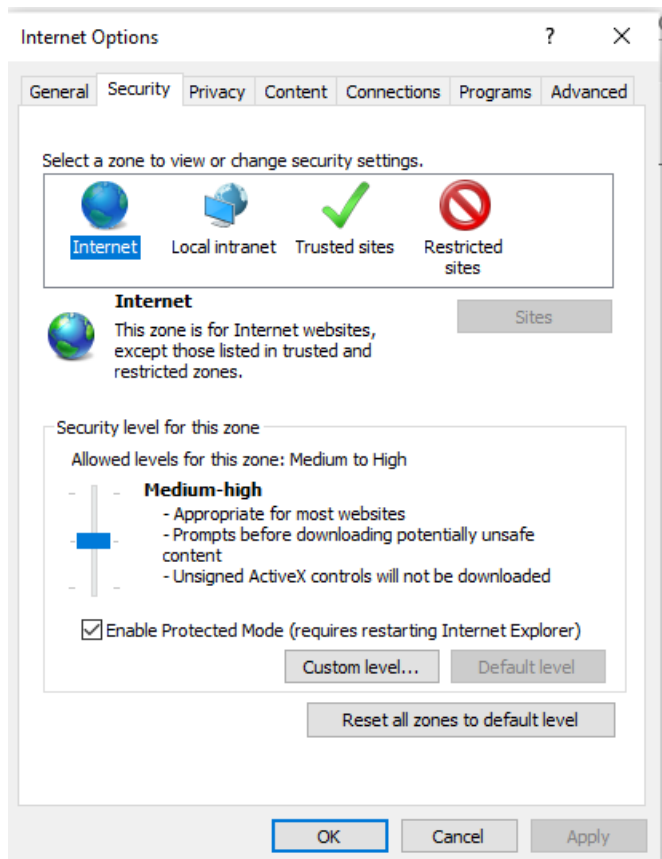 Internet Options
?
General Security Privacy Content Connections Programs Advanced
Select a zone to view or change security settings.
Internet Local intranet Trusted sites Restricted
sites
Internet
Sites
This zone is for Internet websites,
except those listed in trusted and
restricted zones.
Security level for this zone
Allowed levels for this zone: Medium to High
Medium-high
- Appropriate for most websites
- Prompts before downloading potentially unsafe
content
- Unsigned ActiveX controls will not be downloaded
Enable Protected Mode (requires restarting Internet Explorer)
Custom level... Default level
Reset all zones to default level
OK Cancel Apply